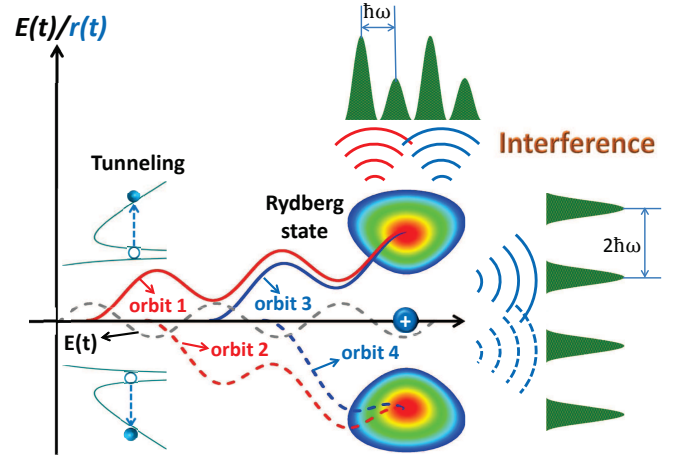 E(t)/r(t)
ħω
Interference
Tunneling
Rydberg
state
2ħω
orbit 1
orbit 3
+
E(t)
orbit 2
orbit 4